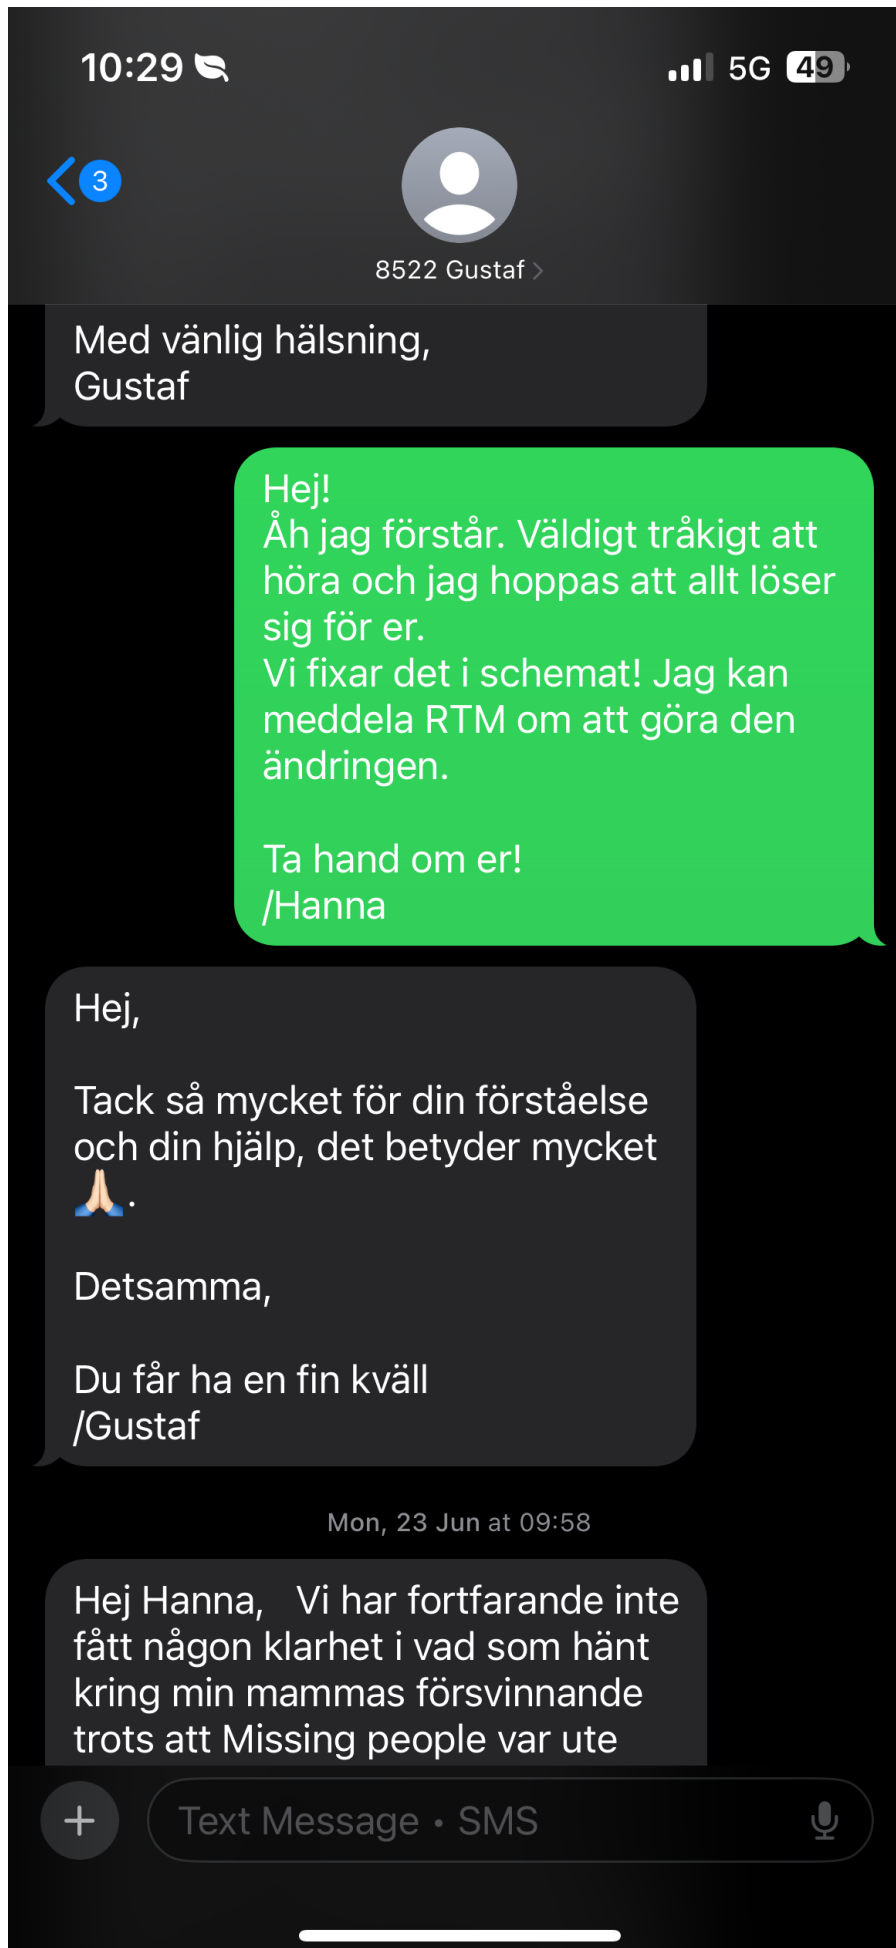 10:29 5G 49
3
8522 Gustaf
Med vänlig hälsning,
Gustaf
Hej!
Åh jag förstår. Väldigt tråkigt att
höra och jag hoppas att allt löser
sig för er.
Vi fixar det i schemat! Jag kan
meddela RTM om att göra den
ändringen.
Ta hand om er!
/Hanna
Hej,
Tack så mycket för din förståelse
och din hjälp, det betyder mycket
🙏🏻.
Detsamma,
Du får ha en fin kväll
/Gustaf
Mon, 23 Jun at 09:58
Hej Hanna,   Vi har fortfarande inte
fått någon klarhet i vad som hänt
kring min mammas försvinnande
trots att Missing people var ute
Text Message • SMS